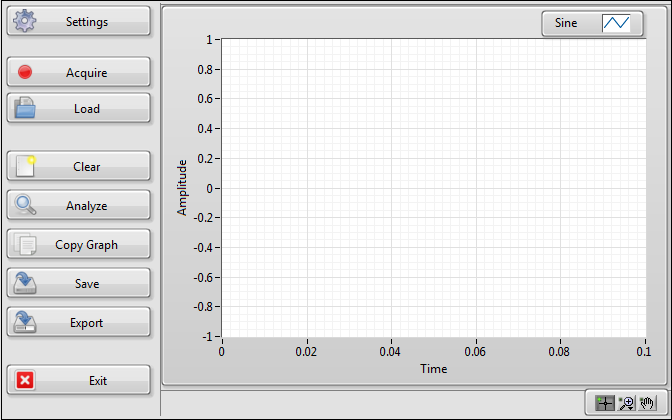 Settings
Acquire
Load
Clear
Analyze
Copy Graph
Save
Export
Exit
Sine
1
0.8
0.6
0.4
0.2
0
-0.2
-0.4
-0.6
-0.8
-1
Amplitude
0 0.02 0.04 0.06 0.08 0.1
Time